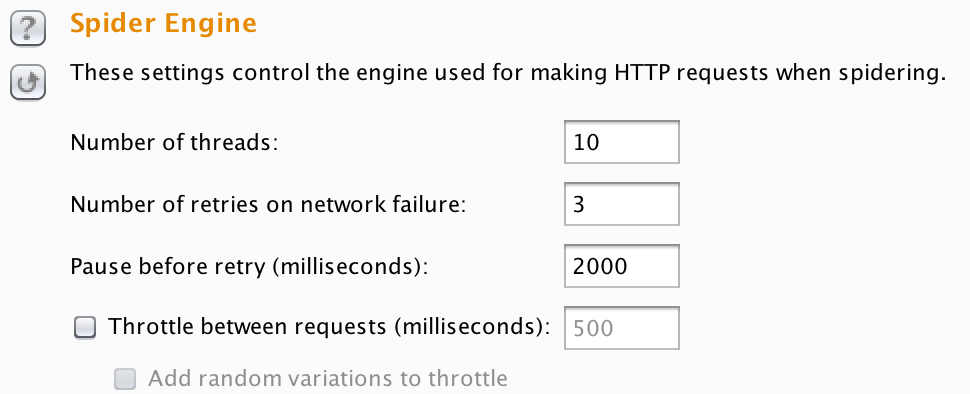 Spider Engine
These settings control the engine used for making HTTP requests when spidering.
Number of threads: 10
Number of retries on network failure: 3
Pause before retry (milliseconds): 2000
Throttle between requests (milliseconds): 500
Add random variations to throttle